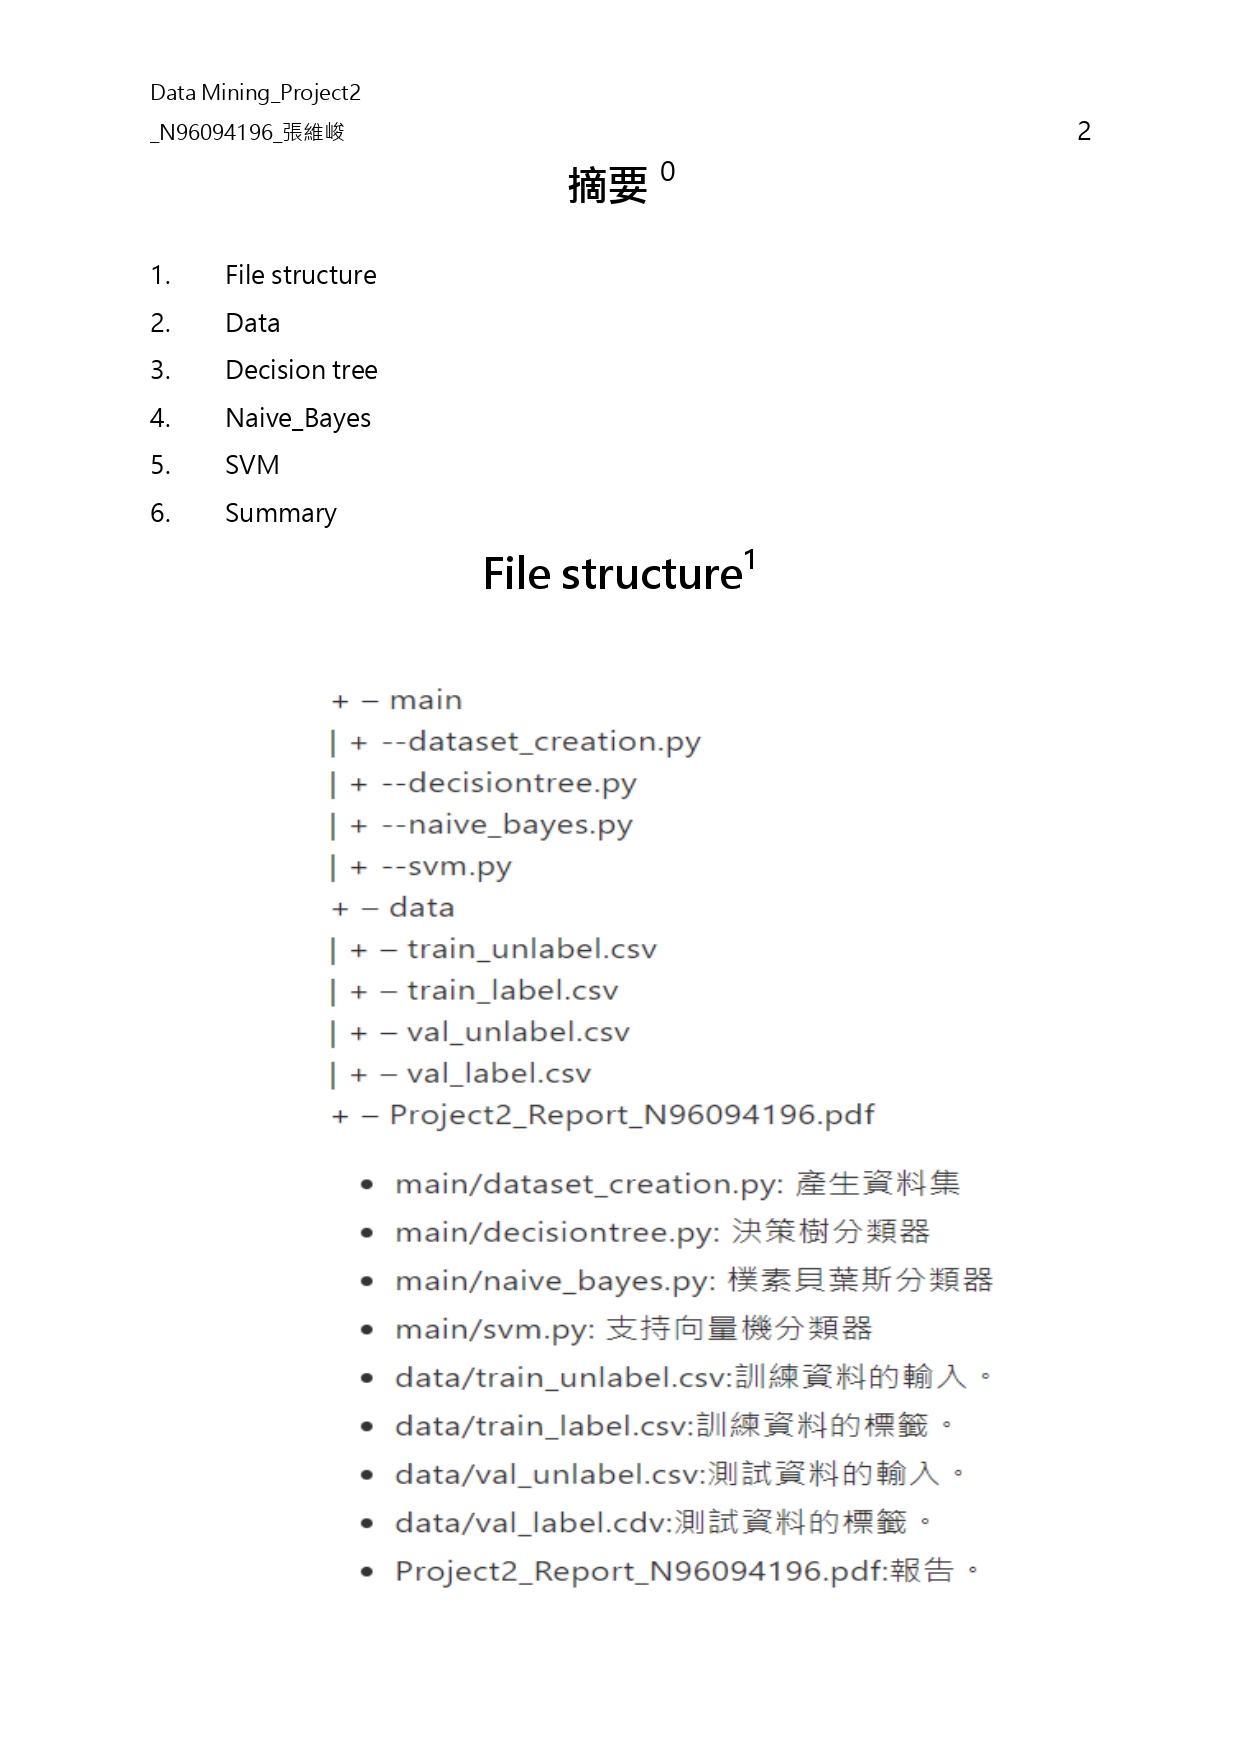 Data Mining_Project2
_N96094196_張維峻 2
摘要 0
1. File structure
2. Data
3. Decision tree
4. Naive_Bayes
5. SVM
6. Summary
File structure1
+ – main
| + --dataset_creation.py
| + --decisiontree.py
| + --naive_bayes.py
| + --svm.py
+ – data
| + – train_unlabel.csv
| + – train_label.csv
| + – val_unlabel.csv
| + – val_label.csv
+ – Project2_Report_N96094196.pdf
• main/dataset_creation.py: 產生資料集
• main/decisiontree.py: 決策樹分類器
• main/naive_bayes.py: 樸素貝葉斯分類器
• main/svm.py: 支持向量機分類器
• data/train_unlabel.csv:訓練資料的輸入。
• data/train_label.csv:訓練資料的標籤。
• data/val_unlabel.csv:測試資料的輸入。
• data/val_label.cdv:測試資料的標籤。
• Project2_Report_N96094196.pdf:報告。